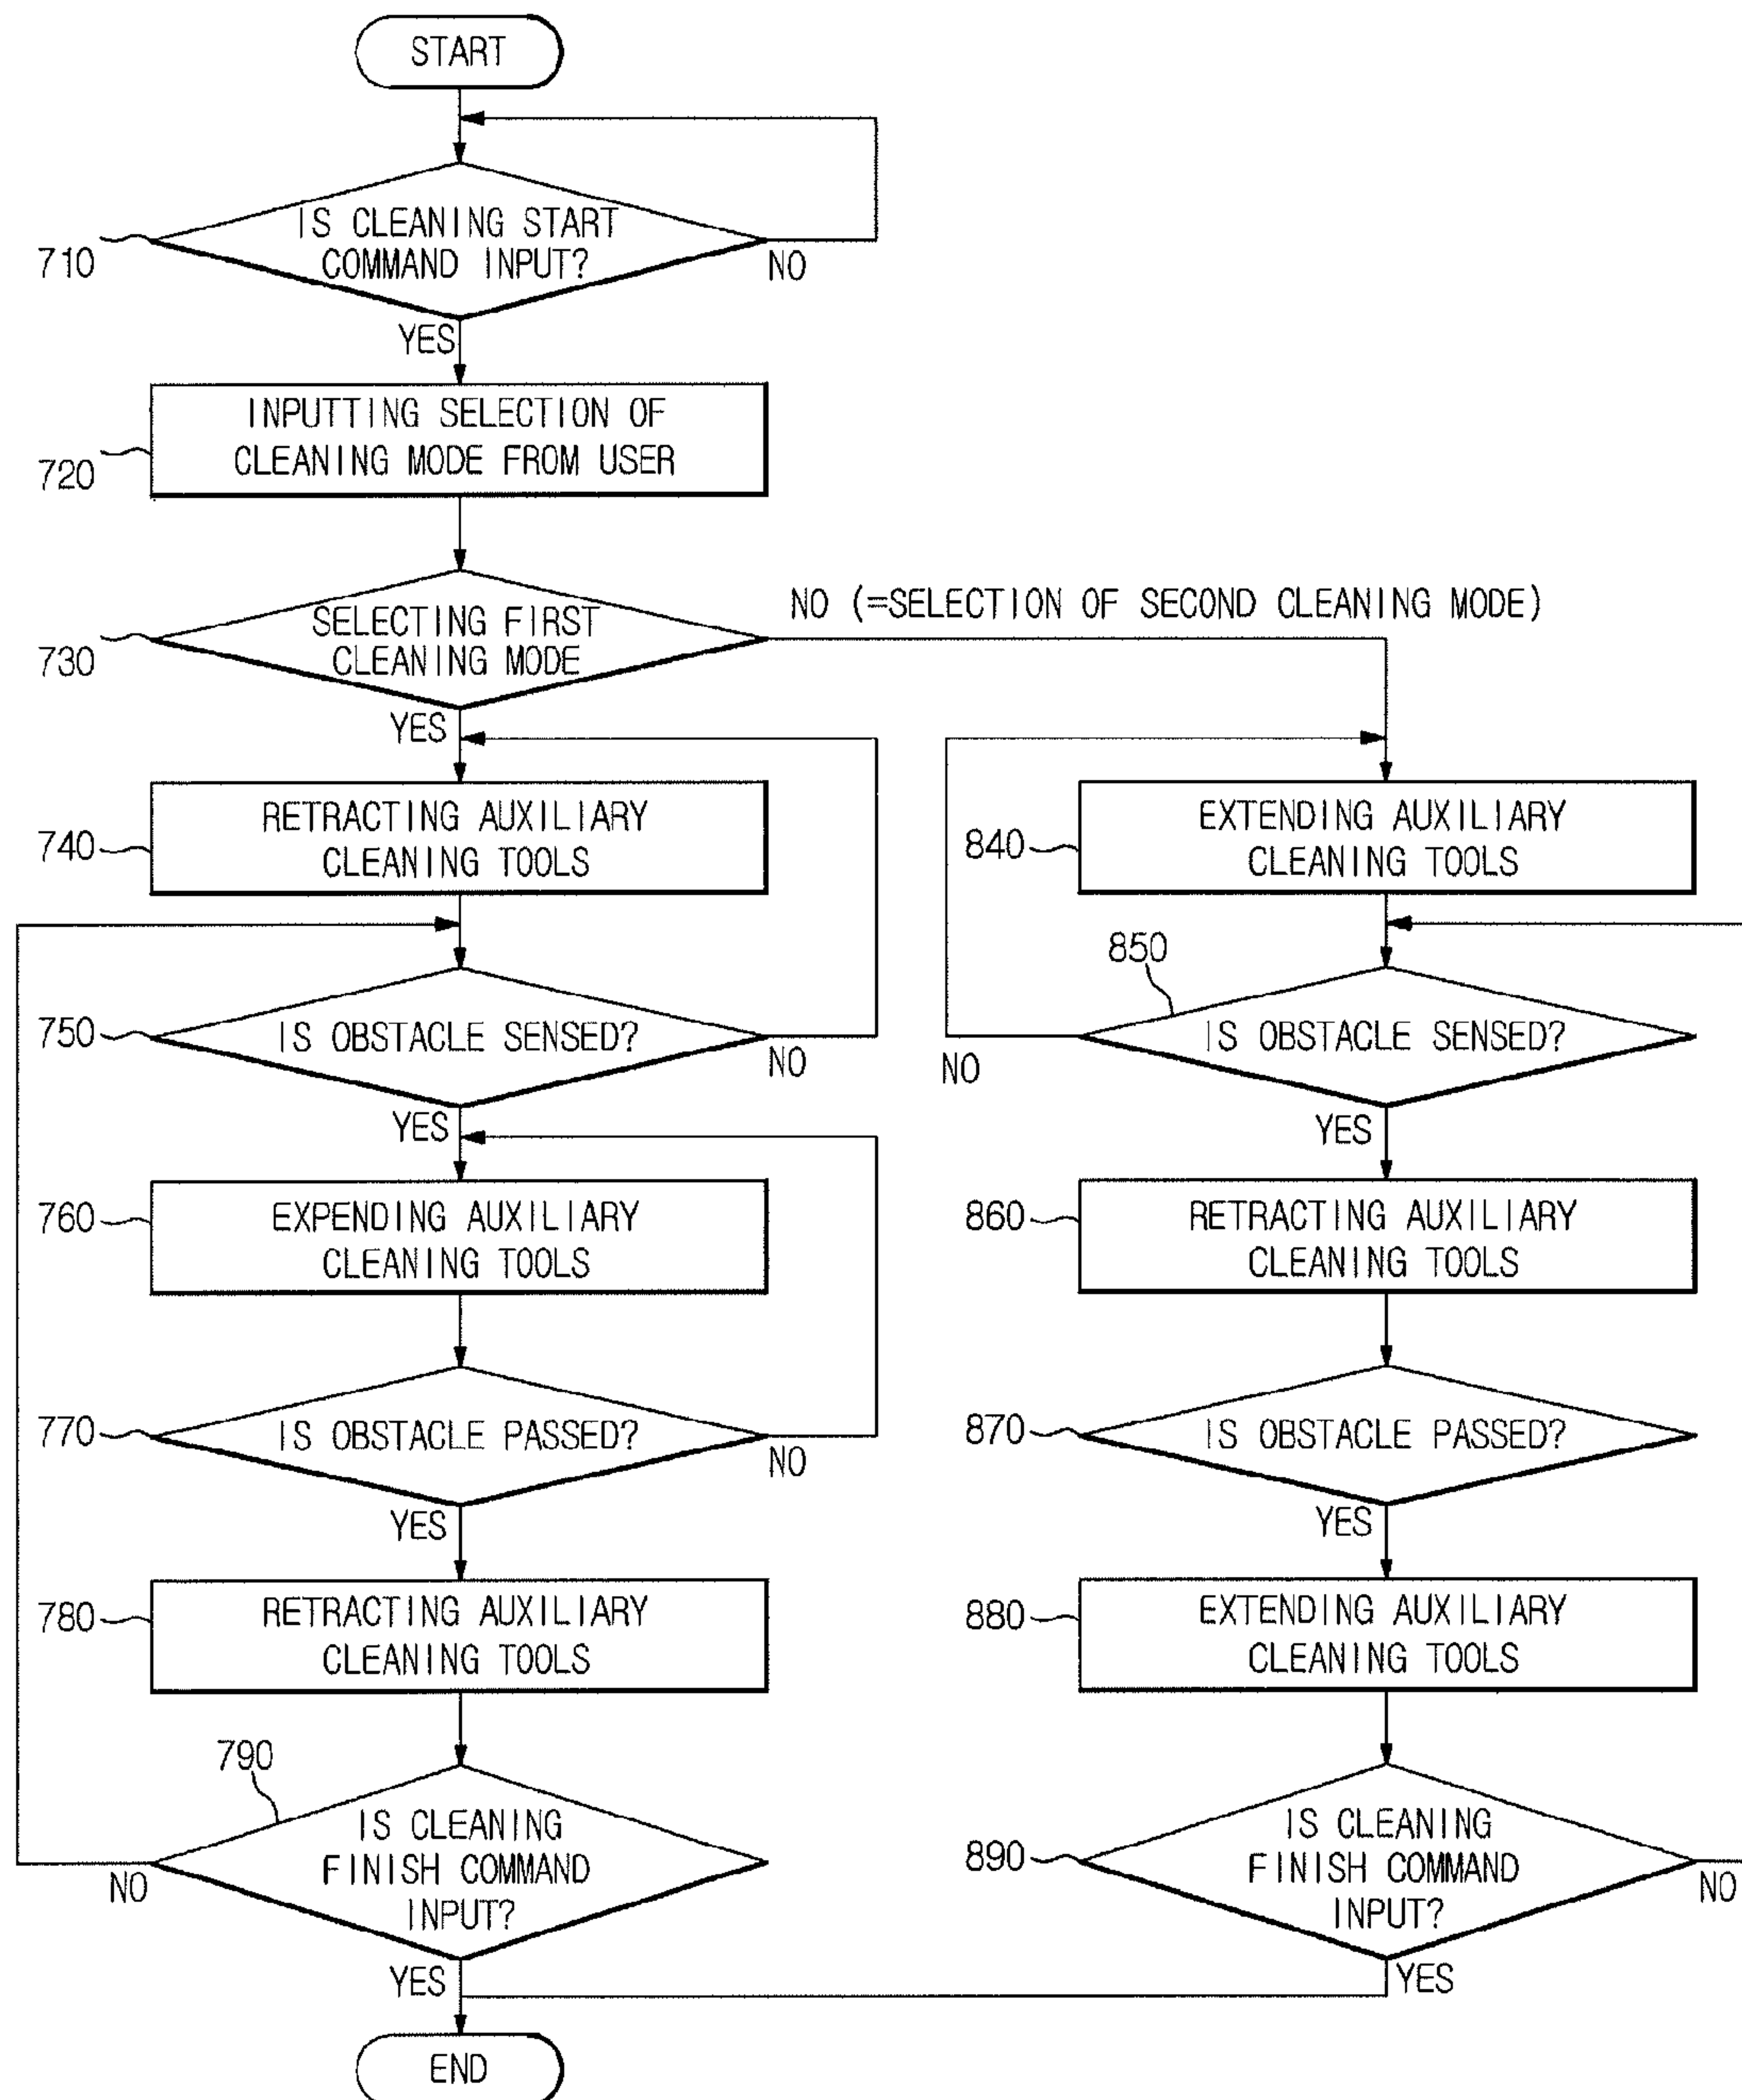 START
IS CLEANING START
COMMAND INPUT?
710
NO
YES
INPUTTING SELECTION OF
CLEANING MODE FROM USER
720
SELECTING FIRST
CLEANING MODE
730
NO (=SELECTION OF SECOND CLEANING MODE)
YES
RETRACTING AUXILIARY
CLEANING TOOLS
740
IS OBSTACLE SENSED?
750
NO
YES
EXPENDING AUXILIARY
CLEANING TOOLS
760
IS OBSTACLE PASSED?
770
NO
YES
RETRACTING AUXILIARY
CLEANING TOOLS
780
790
IS CLEANING
FINISH COMMAND
INPUT?
NO
YES
EXTENDING AUXILIARY
CLEANING TOOLS
840
850
IS OBSTACLE SENSED?
NO
YES
RETRACTING AUXILIARY
CLEANING TOOLS
860
IS OBSTACLE PASSED?
870
YES
EXTENDING AUXILIARY
CLEANING TOOLS
880
IS CLEANING
FINISH COMMAND
INPUT?
890
NO
YES
END